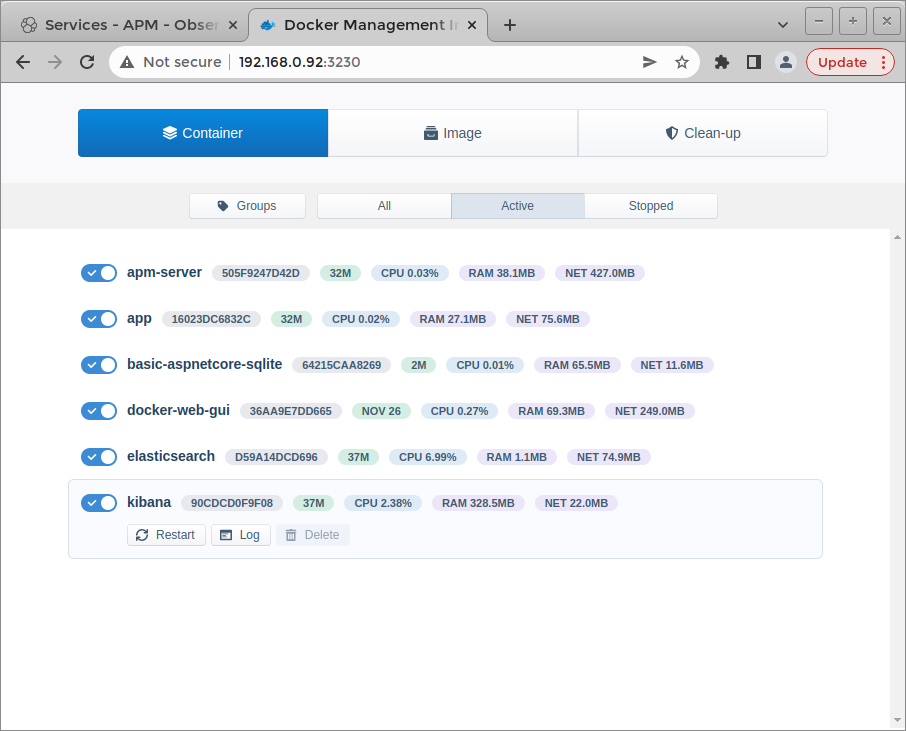 Services - APM - Obser
Docker Management In
Not secure 192.168.0.92:3230
Update
Container Image Clean-up
Groups All Active Stopped
apm-server 505F9247D42D 32M CPU 0.03% RAM 38.1MB NET 427.0MB
app 16023DC6832C 32M CPU 0.02% RAM 27.1MB NET 75.6MB
basic-aspnetcore-sqlite 64215CAA8269 2M CPU 0.01% RAM 65.5MB NET 11.6MB
docker-web-gui 36AA9E7DD665 NOV 26 CPU 0.27% RAM 69.3MB NET 249.0MB
elasticsearch D59A14DCD696 37M CPU 6.99% RAM 1.1MB NET 74.9MB
kibana 90CDCD0F9F08 37M CPU 2.38% RAM 328.5MB NET 22.0MB
Restart Log Delete